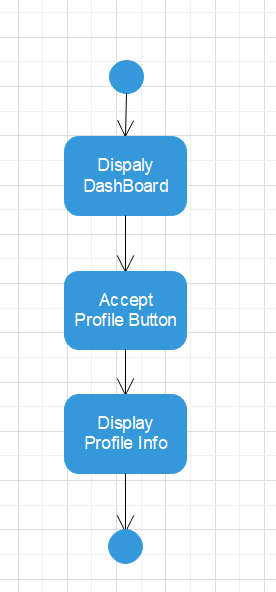 Dispaly
DashBoard
Accept
Profile Button
Display
Profile Info